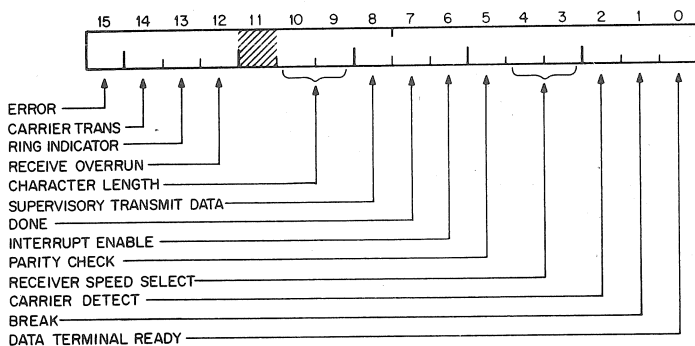 15 14 13 12 11 10 9 8 7 6 5 4 3 2 1 0
ERROR
CARRIER TRANS
RING INDICATOR
RECEIVE OVERRUN
CHARACTER LENGTH
SUPERVISORY TRANSMIT DATA
DONE
INTERRUPT ENABLE
PARITY CHECK
RECEIVER SPEED SELECT
CARRIER DETECT
BREAK
DATA TERMINAL READY